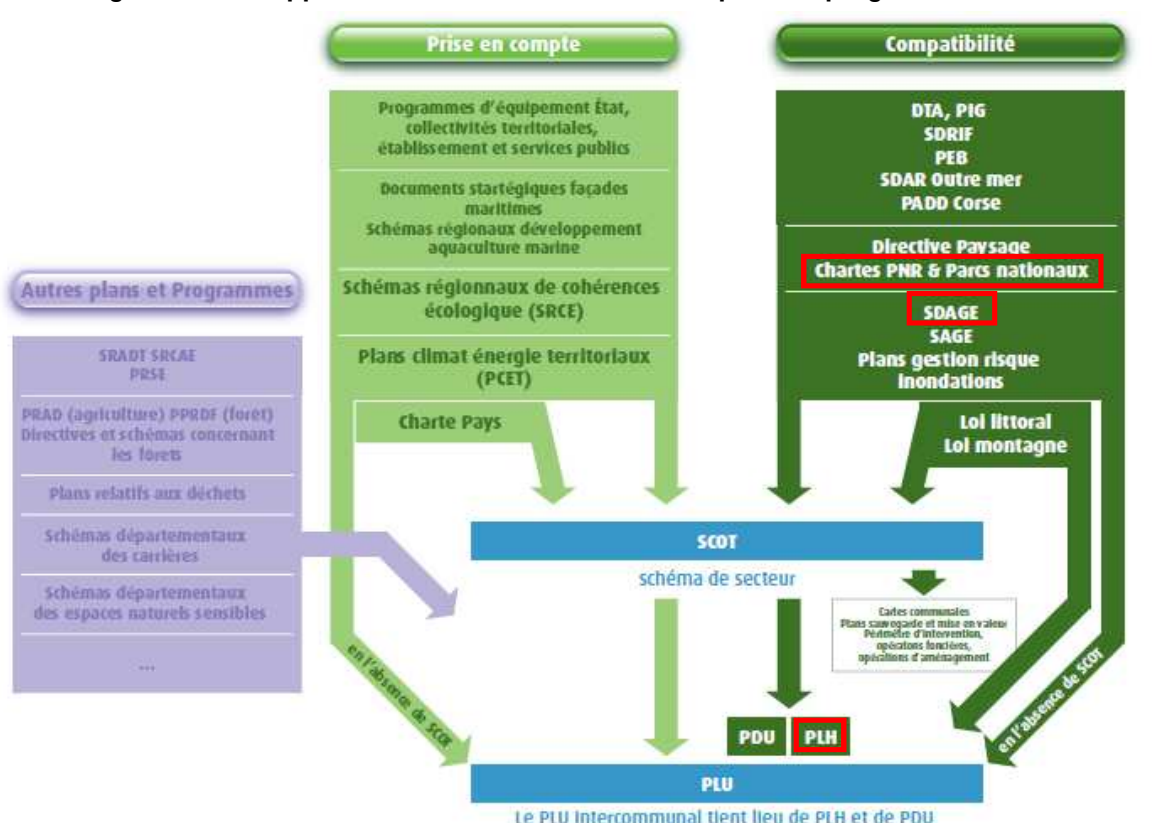 Prise en compte
Programmes d'équipement État,
collectivités territoriales,
établissement et services publics
Documents startégiques façades
maritimes
Schémas régionaux développement
aquaculture marine
Schémas régionnaux de cohérences
écologique (SRCE)
Plans climat énergie territoriaux
(PCET)
Charte Pays
Compatibilité
DTA, PIG
SDRIF
PEB
SDAR Outre mer
PADD Corse
Directive Paysage
Chartes PNR & Parcs nationaux
SDAGE
SAGE
Plans gestion risque
Inondations
Loi littoral
Loi montagne
Autres plans et Programmes
SRADT SRCAE
PRSE
PRAD (agriculture) PPRDF (forêt)
Directives et schémas concernant
les forets
Plans relatifs aux déchets
Schémas départementaux
des carrières
Schémas départementaux
des espaces naturels sensibles
...
SCOT
schéma de secteur
Cartes communales
Plans sauvegarde et mise en valeur
Périmètre d'intervention,
opératons foncières,
opérations d'aménagement
en l'absence de SCOT
en l'absence de SCOT
PDU
PLH
PLU
Le PLU intercommunal tient lieu de PLH et de PDU